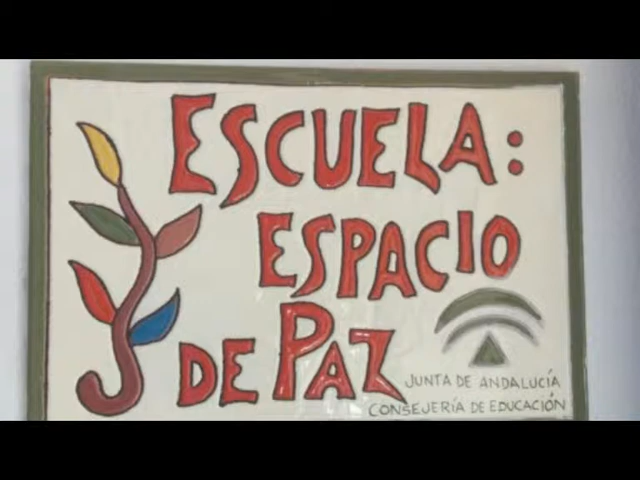 ESCUELA:
ESPACIO
DE PAZ
JUNTA DE ANDALUCÍA
CONSEJERÍA DE EDUCACIÓN